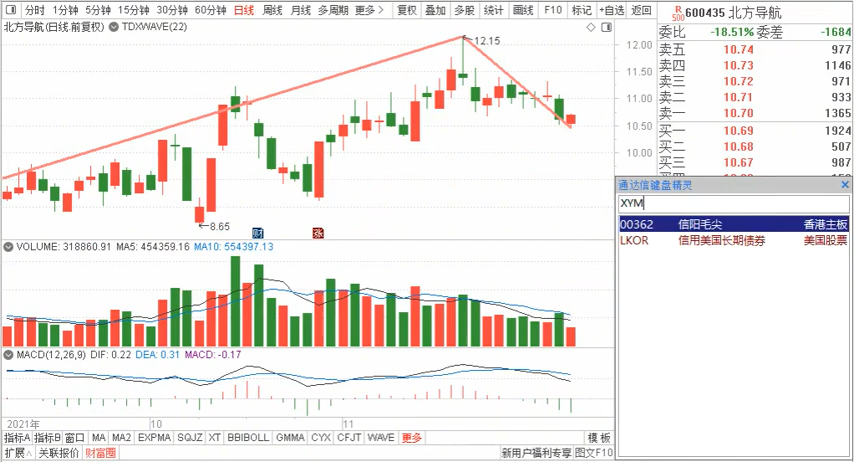 分时 1分钟 5分钟 15分钟 30分钟 60分钟 日线 周线 月线 多周期 更多 > 复权 叠加 多股 统计 画线 F10 标记 +自选 返回
R 500 600435 北方导航
北方导航(日线.前复权) TDXWAVE(22)
委比 -18.51% 委差 -1684
卖五 10.74 977
卖四 10.73 1146
卖三 10.72 971
卖二 10.71 933
卖一 10.70 1365
买一 10.69 1924
买二 10.68 507
买三 10.67 987
12.15
12.00
11.50
11.00
10.50
10.00
8.65
财
涨
通达信键盘精灵 ×
XYM
00362 信阳毛尖 香港主板
LKOR 信用美国长期债券 美国股票
VOLUME: 318860.91 MA5: 454359.16 MA10: 554397.13
MACD(12,26,9) DIF: 0.22 DEA: 0.31 MACD: -0.17
2021年 10 11
指标A 指标B 窗口 MA MA2 EXPMA SQJZ XT BBIBOLL GMMA CYX CFJT WAVE 更多 模板
扩展∧ 关联报价 财富圈 新用户福利专享 图文F10